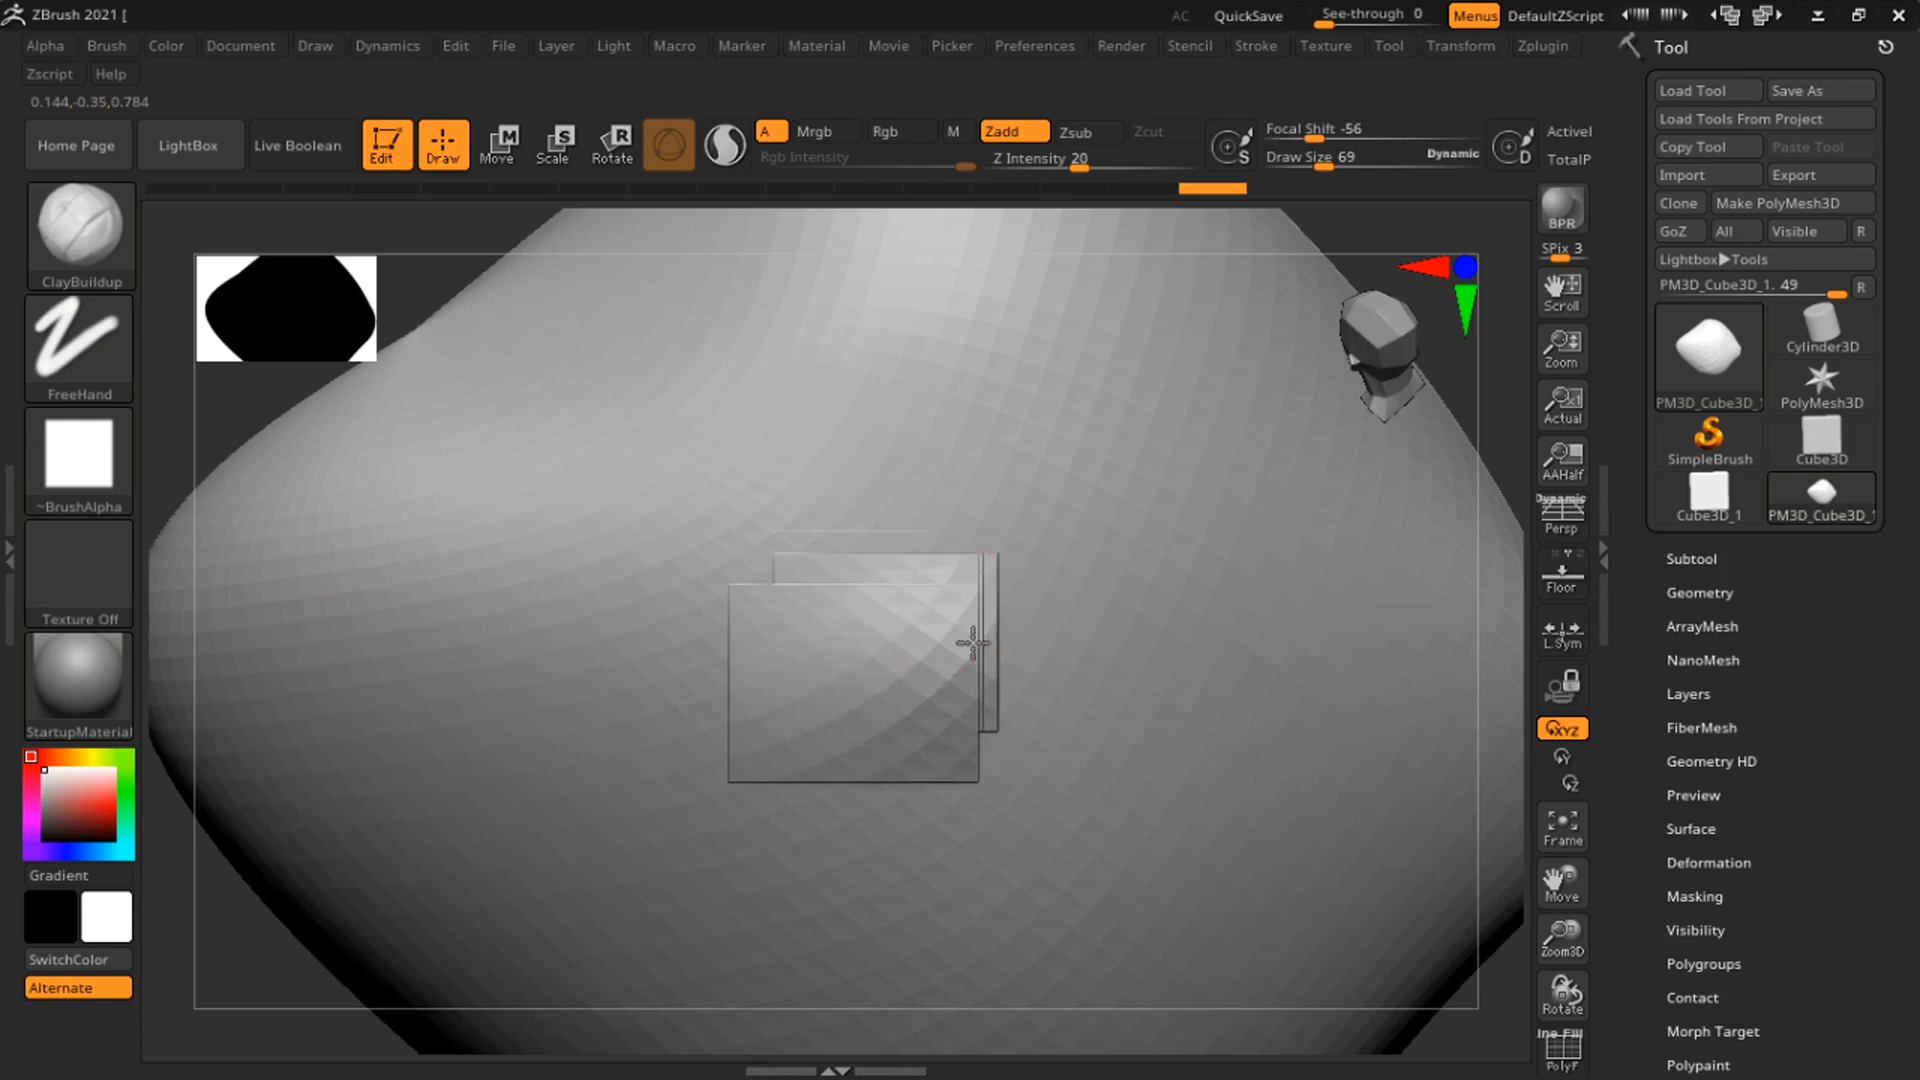 ZBrush 2021 [
AC QuickSave See-through 0 Menus DefaultZScript
Alpha Brush Color Document Draw Dynamics Edit File Layer Light Macro Marker Material Movie Picker Preferences Render Stencil Stroke Texture Tool Transform Zplugin
Zscript Help
0.144,-0.35,0.784
Home Page LightBox Live Boolean Edit Draw Move Scale Rotate
M S R
A Mrgb Rgb M Zadd Zsub Zcut
Rgb Intensity Z Intensity 20
S Focal Shift -56
Draw Size 69 Dynamic D
ActiveI
TotalP
ClayBuildup
FreeHand
~BrushAlpha
Texture Off
StartupMaterial
Gradient
SwitchColor
Alternate
BPR
SPix 3
Scroll
Zoom
Actual
AAHalf
Dynamic
Persp
Floor
L.Sym
XYZ
Y
Z
Frame
Move
Zoom3D
Rotate
PolyF
Tool
Load Tool Save As
Load Tools From Project
Copy Tool Paste Tool
Import Export
Clone Make PolyMesh3D
GoZ All Visible R
Lightbox▶Tools
PM3D_Cube3D_1. 49 R
PM3D_Cube3D_1 Cylinder3D
PolyMesh3D
SimpleBrush Cube3D
Cube3D_1 PM3D_Cube3D_1
Subtool
Geometry
ArrayMesh
NanoMesh
Layers
FiberMesh
Geometry HD
Preview
Surface
Deformation
Masking
Visibility
Polygroups
Contact
Morph Target
Polypaint